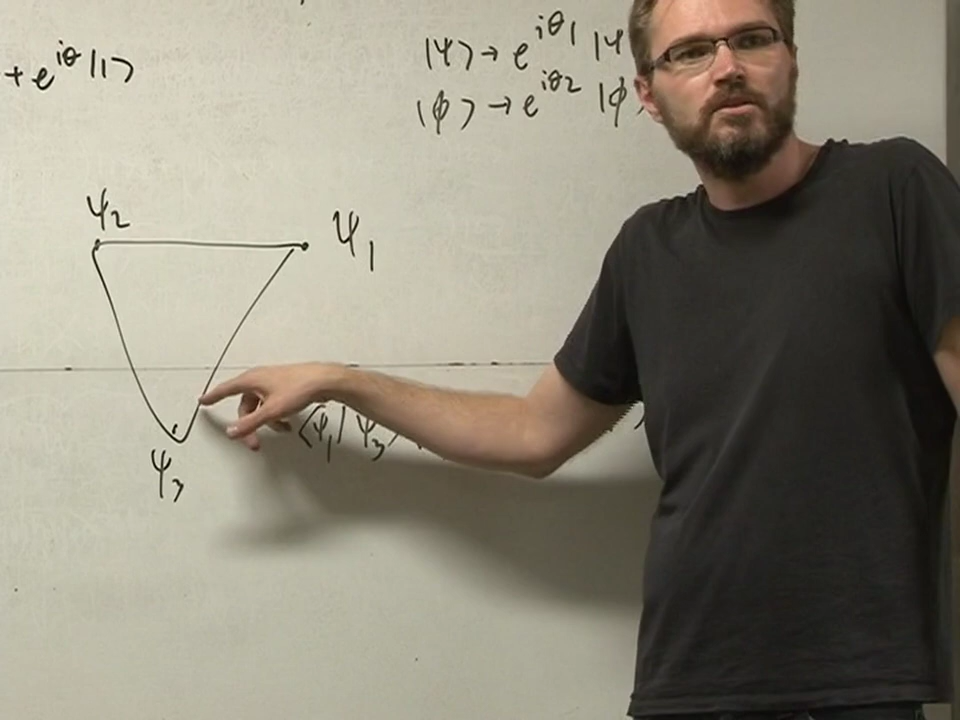 + e^{iθ} |1⟩
|ψ⟩ → e^{iθ1} |ψ
|ϕ⟩ → e^{iθ2} |ϕ
ψ2
ψ1
⟨ψ1|ψ3⟩
ψ3